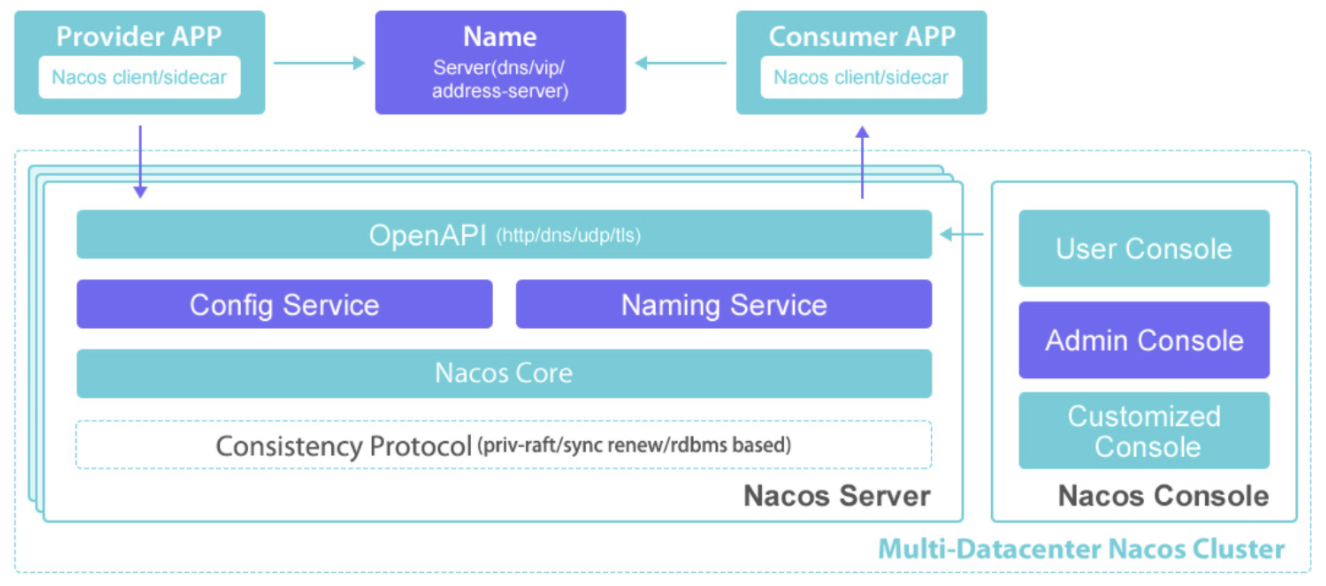 Provider APP
Nacos client/sidecar
Name
Server(dns/vip/
address-server)
Consumer APP
Nacos client/sidecar
OpenAPI (http/dns/udp/tls)
Config Service
Naming Service
Nacos Core
Consistency Protocol (priv-raft/sync renew/rdbms based)
Nacos Server
User Console
Admin Console
Customized
Console
Nacos Console
Multi-Datacenter Nacos Cluster